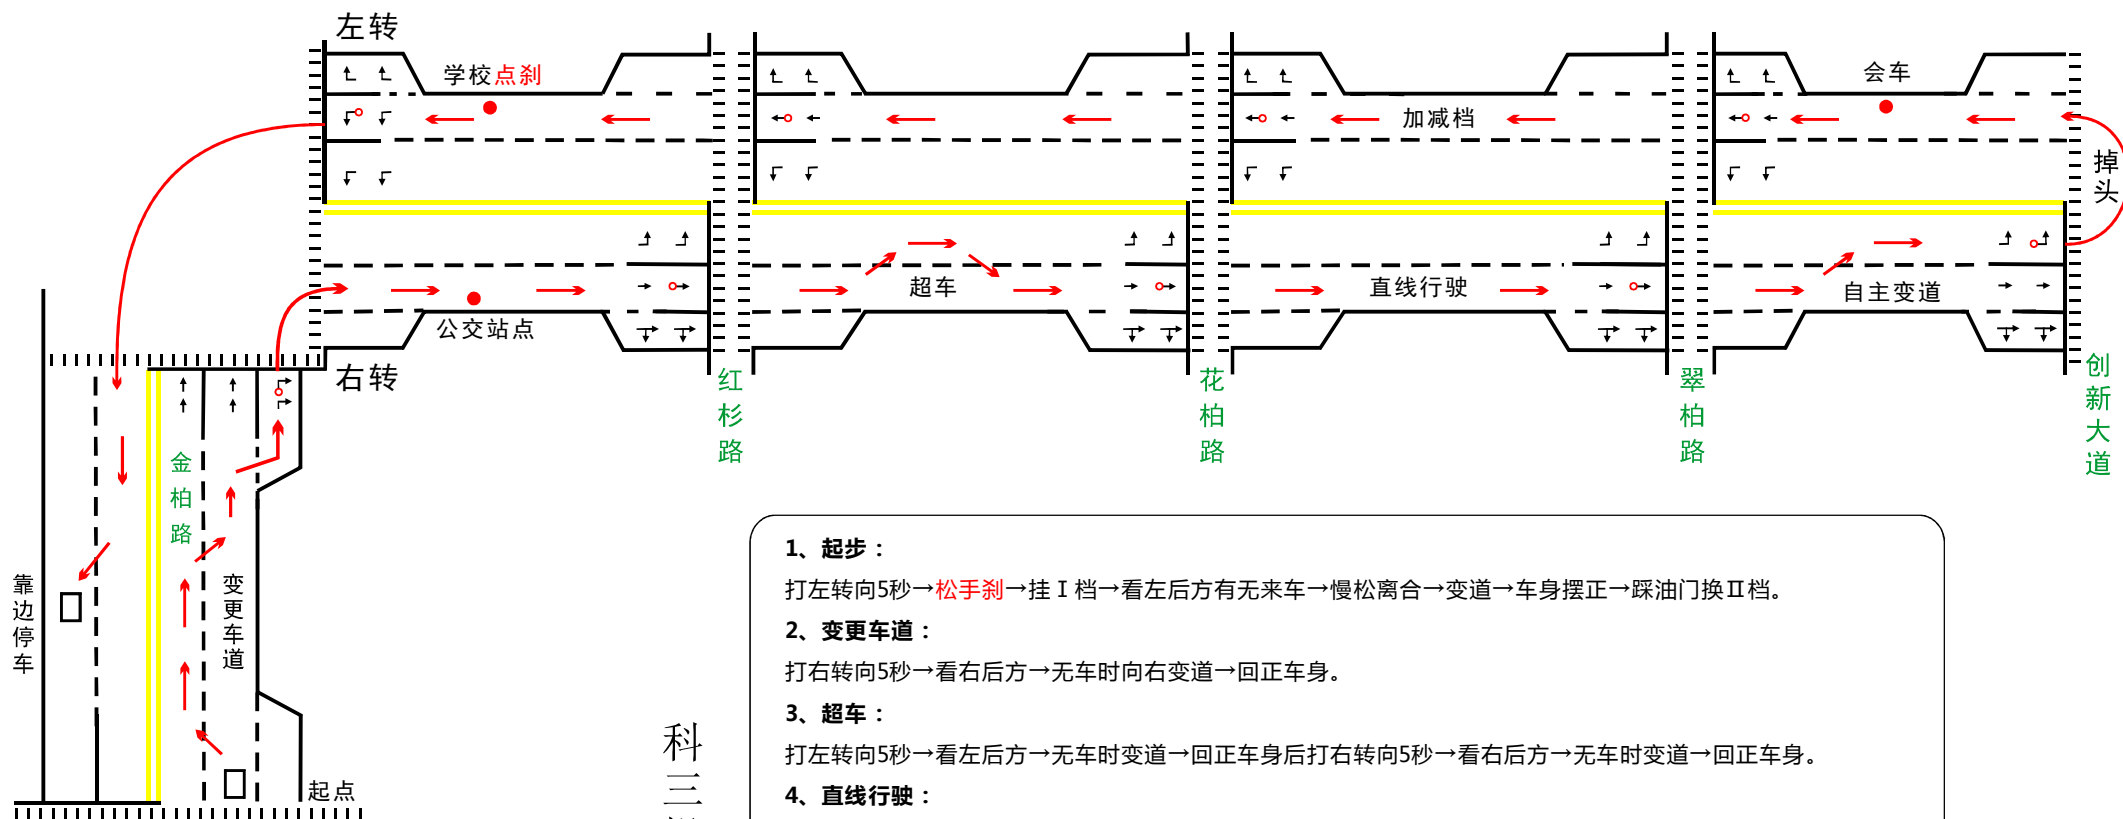 左转
学校点刹
会车
加减档
掉头
超车
直线行驶
自主变道
公交站点
右转
红杉路
花柏路
翠柏路
创新大道
金柏路
靠边停车
变更车道
起点
科三
1、起步：
打左转向5秒→松手刹→挂Ⅰ档→看左后方有无来车→慢松离合→变道→车身摆正→踩油门换Ⅱ档。
2、变更车道：
打右转向5秒→看右后方→无车时向右变道→回正车身。
3、超车：
打左转向5秒→看左后方→无车时变道→回正车身后打右转向5秒→看右后方→无车时变道→回正车身。
4、直线行驶：